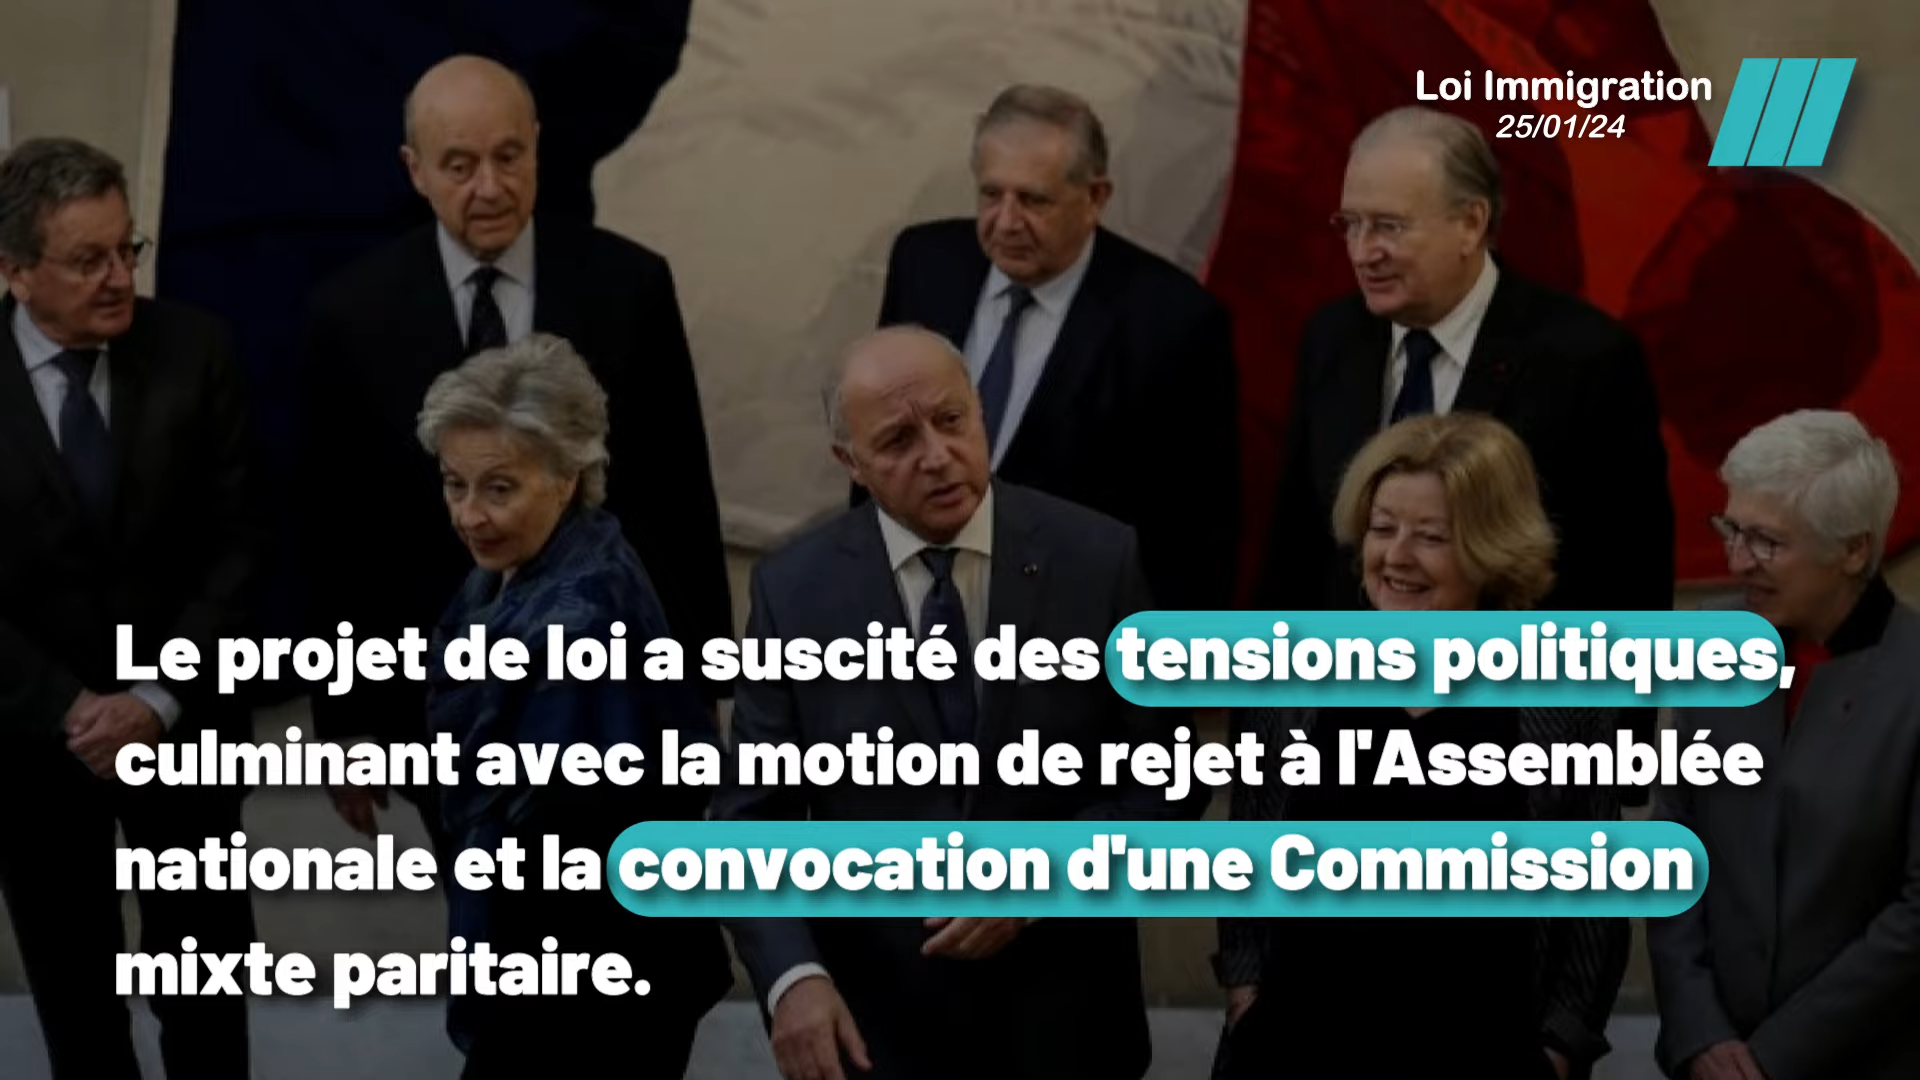 Loi Immigration
25/01/24
Le projet de loi a suscité des tensions politiques,
culminant avec la motion de rejet à l'Assemblée
nationale et la convocation d'une Commission
mixte paritaire.